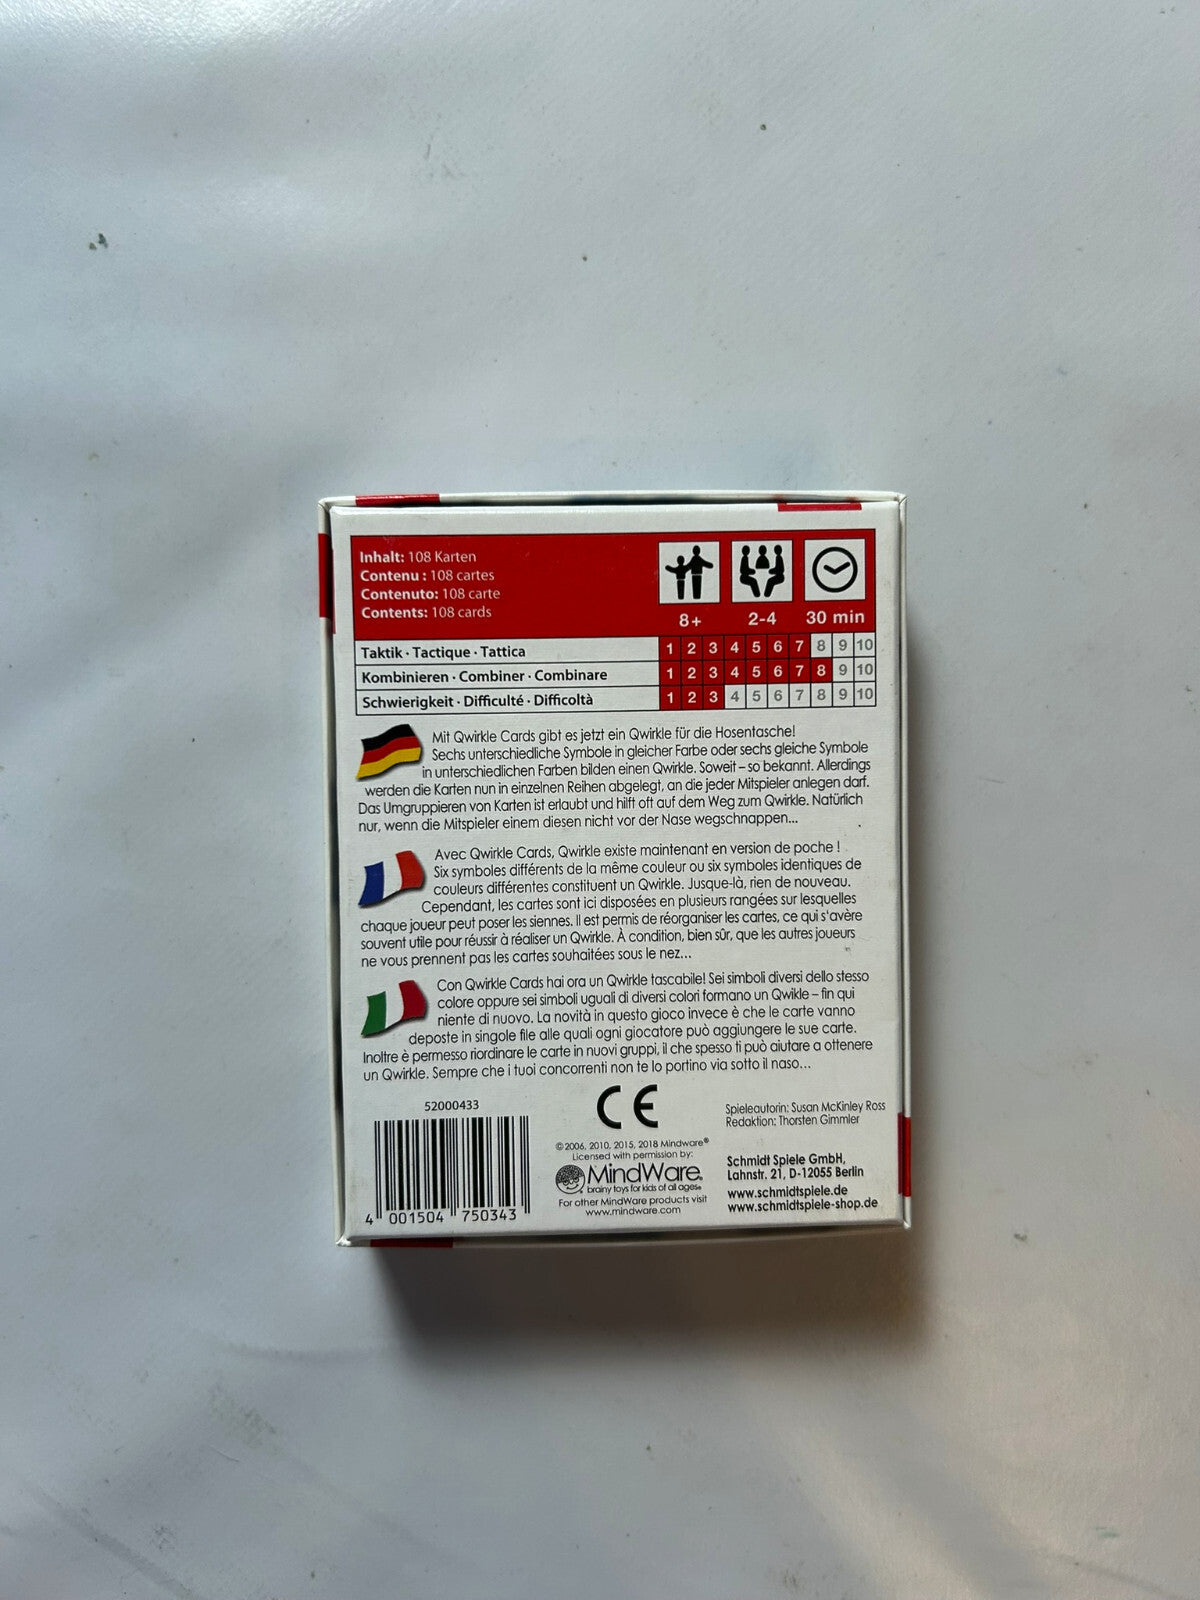 Inhalt: 108 Karten
Contenu : 108 cartes
Contenuto: 108 carte
Contents: 108 cards
8+ 2-4 30 min
Taktik · Tactique · Tattica 1 2 3 4 5 6 7 8 9 10
Kombinieren · Combiner · Combinare 1 2 3 4 5 6 7 8 9 10
Schwierigkeit · Difficulté · Difficoltà 1 2 3 4 5 6 7 8 9 10
Mit Qwirkle Cards gibt es jetzt ein Qwirkle für die Hosentasche!
Sechs unterschiedliche Symbole in gleicher Farbe oder sechs gleiche Symbole
in unterschiedlichen Farben bilden einen Qwirkle. Soweit – so bekannt. Allerdings
werden die Karten nun in einzelnen Reihen abgelegt, an die jeder Mitspieler anlegen darf.
Das Umgruppieren von Karten ist erlaubt und hilft oft auf dem Weg zum Qwirkle. Natürlich
nur, wenn die Mitspieler einem diesen nicht vor der Nase wegschnappen...
Avec Qwirkle Cards, Qwirkle existe maintenant en version de poche !
Six symboles différents de la même couleur ou six symboles identiques de
couleurs différentes constituent un Qwirkle. Jusque-là, rien de nouveau.
Cependant, les cartes sont ici disposées en plusieurs rangées sur lesquelles
chaque joueur peut poser les siennes. Il est permis de réorganiser les cartes, ce qui s'avère
souvent utile pour réussir à réaliser un Qwirkle. À condition, bien sûr, que les autres joueurs
ne vous prennent pas les cartes souhaitées sous le nez...
Con Qwirkle Cards hai ora un Qwirkle tascabile! Sei simboli diversi dello stesso
colore oppure sei simboli uguali di diversi colori formano un Qwikle – fin qui
niente di nuovo. La novità in questo gioco invece è che le carte vanno
deposte in singole file alle quali ogni giocatore può aggiungere le sue carte.
Inoltre è permesso riordinare le carte in nuovi gruppi, il che spesso ti può aiutare a ottenere
un Qwirkle. Sempre che i tuoi concorrenti non te lo portino via sotto il naso...
52000433
4 001504 750343
CE
© 2006, 2010, 2015, 2018 Mindware®
Licensed with permission by:
MindWare®
brainy toys for kids of all ages®
For other MindWare products visit
www.mindware.com
Spieleautorin: Susan McKinley Ross
Redaktion: Thorsten Gimmler
Schmidt Spiele GmbH,
Lahnstr. 21, D-12055 Berlin
www.schmidtspiele.de
www.schmidtspiele-shop.de